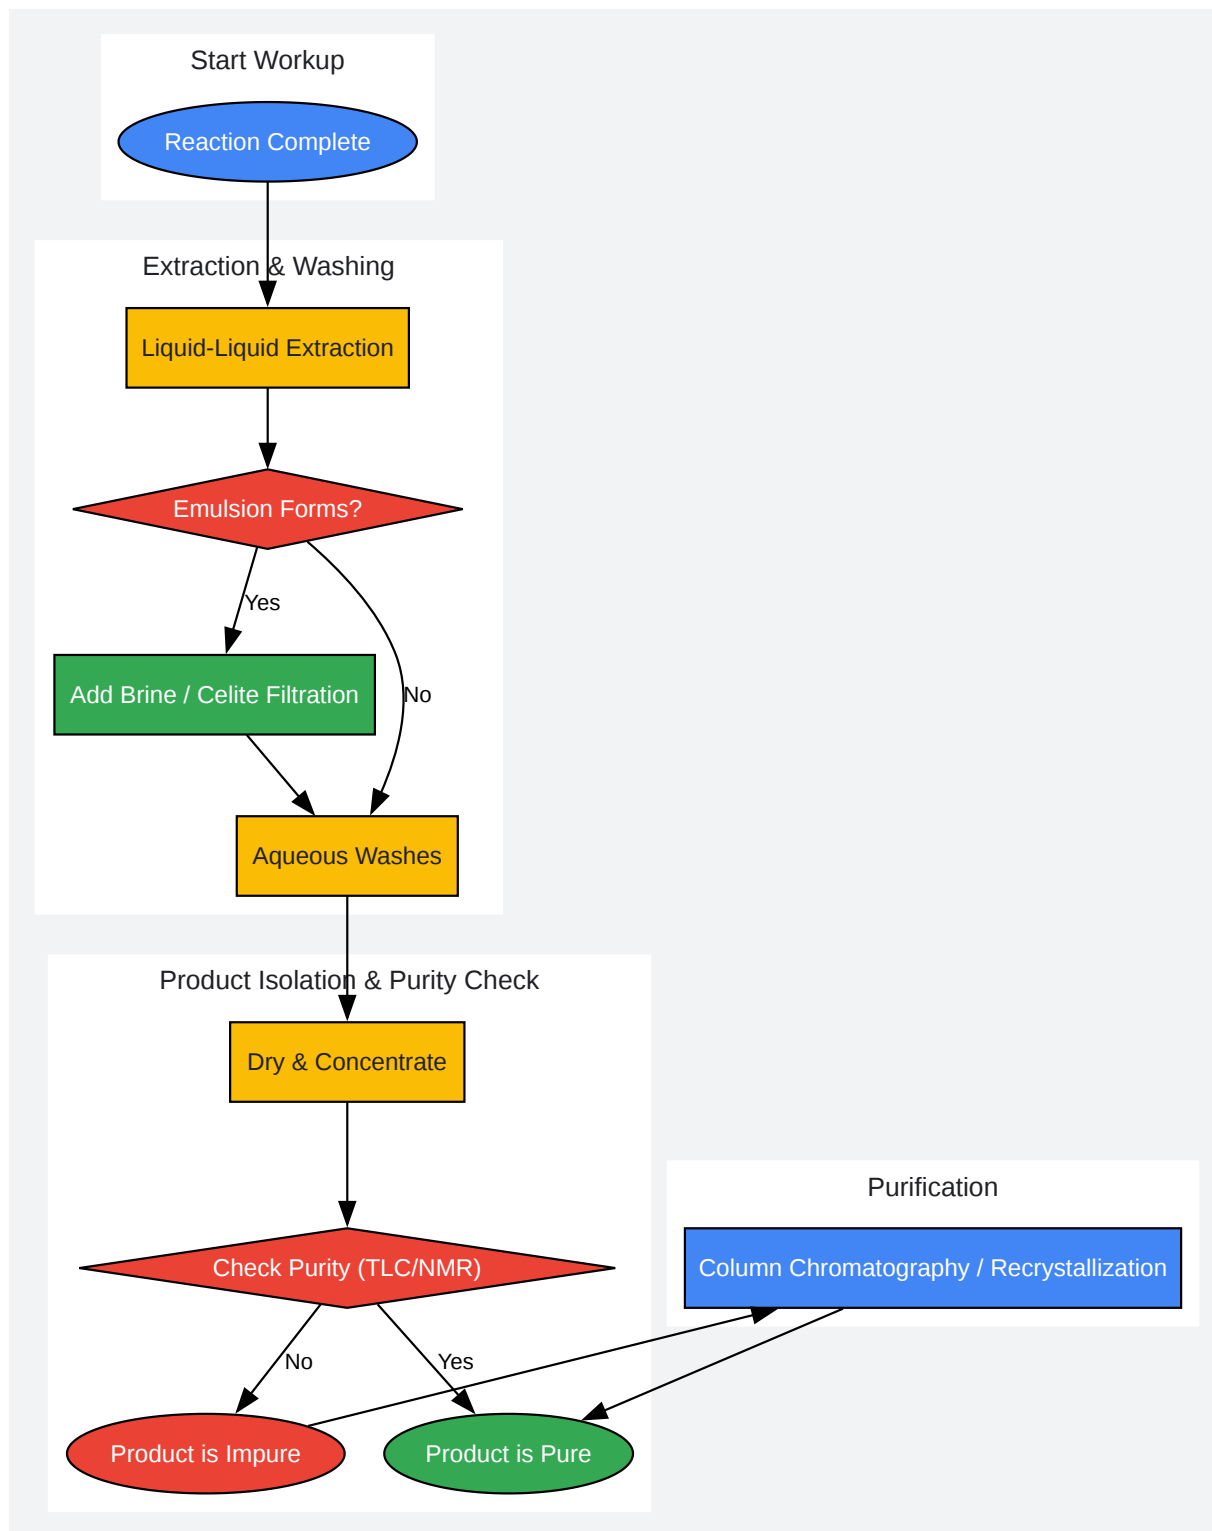 Start Workup
Reaction Complete
Extraction & Washing
Liquid-Liquid Extraction
Emulsion Forms?
Yes
Add Brine / Celite Filtration
No
Aqueous Washes
Product Isolation & Purity Check
Dry & Concentrate
Purification
Check Purity (TLC/NMR)
Column Chromatography / Recrystallization
No
Yes
Product is Impure
Product is Pure